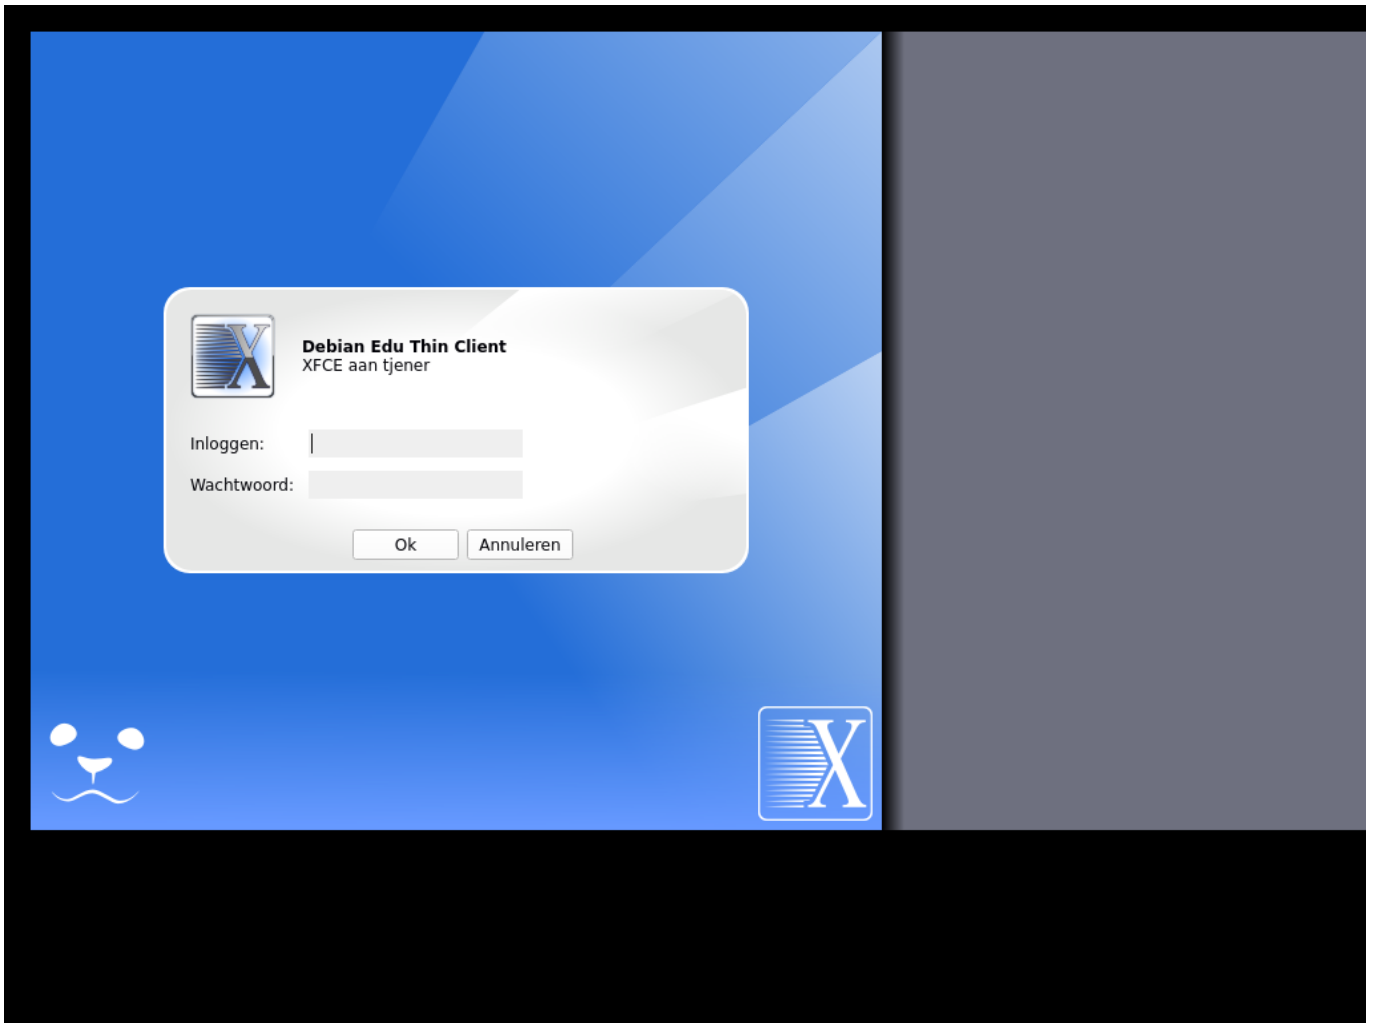 Debian Edu Thin Client
XFCE aan tjener
Inloggen:
Wachtwoord:
Ok Annuleren
X